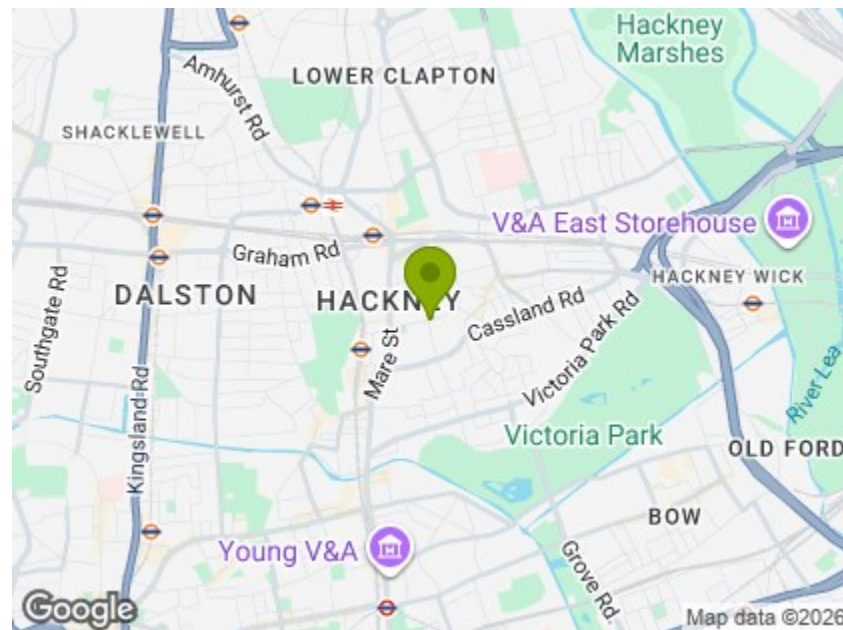 Hackney
Marshes
LOWER CLAPTON
Amhurst Rd
SHACKLEWELL
V&A East Storehouse
Graham Rd
HACKNEY WICK
DALSTON
HACKNEY
Southgate Rd
Cassland Rd
Mare St
Victoria Park Rd
River Lea
Kingsland Rd
Victoria Park
OLD FORD
BOW
Young V&A
Grove Rd.
Google
Map data ©2026